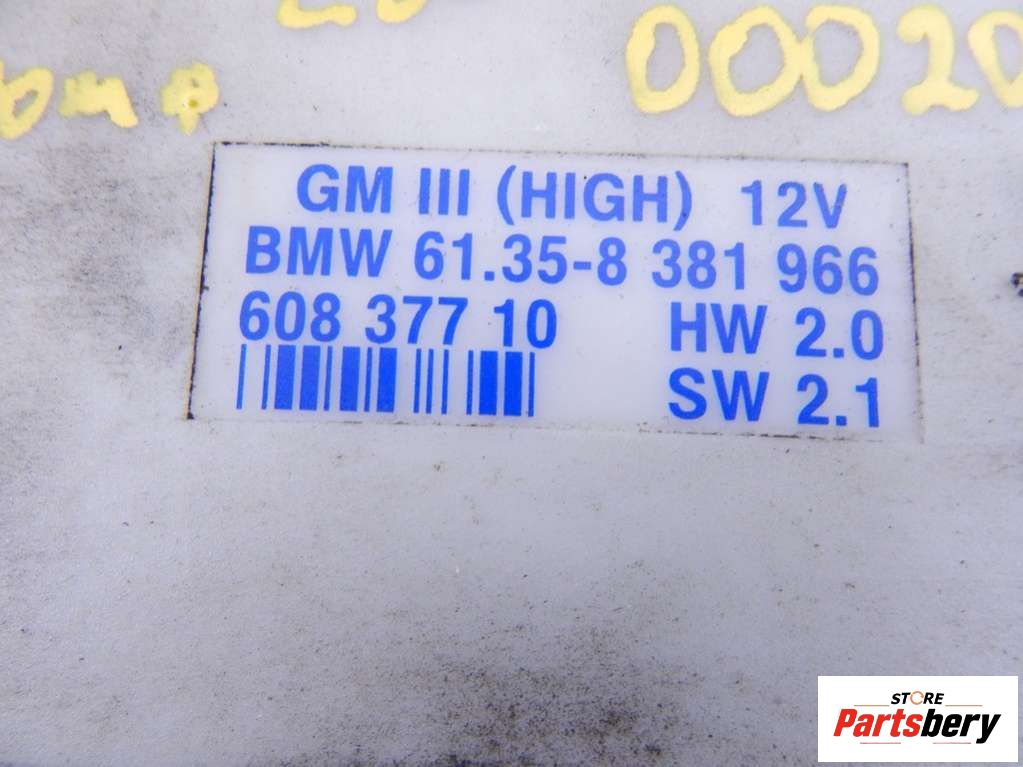 00020
GM III (HIGH) 12V
BMW 61.35-8 381 966
608 377 10 HW 2.0
SW 2.1
STORE
Partsbery